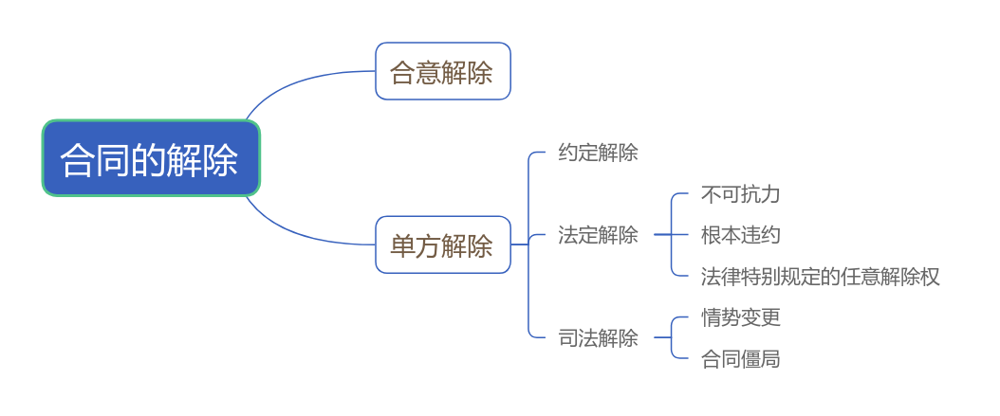 合同的解除
合意解除
单方解除
约定解除
法定解除
不可抗力
根本违约
法律特别规定的任意解除权
司法解除
情势变更
合同僵局